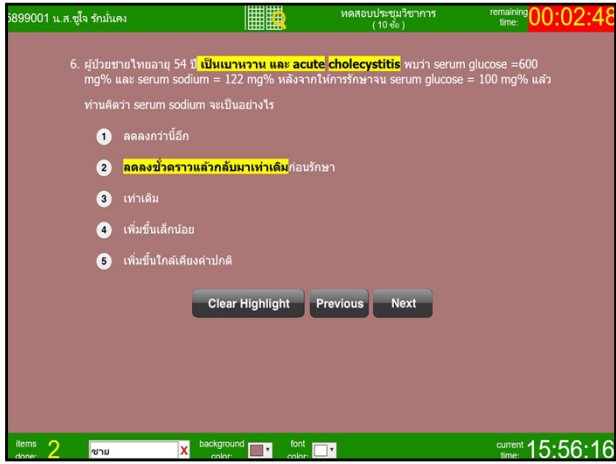 5899001 น.ส.ชูใจ รักมั่นคง
ทดสอบประชุมวิชาการ
( 10 ข้อ )
remaining time: 00:02:48
6. ผู้ป่วยชายไทยอายุ 54 ปี เป็นเบาหวาน และ acute cholecystitis พบว่า serum glucose =600
mg% และ serum sodium = 122 mg% หลังจากให้การรักษาจน serum glucose = 100 mg% แล้ว
ท่านคิดว่า serum sodium จะเป็นอย่างไร
1 ลดลงกว่านี้อีก
2 ลดลงชั่วคราวแล้วกลับมาเท่าเดิมก่อนรักษา
3 เท่าเดิม
4 เพิ่มขึ้นเล็กน้อย
5 เพิ่มขึ้นใกล้เคียงค่าปกติ
Clear Highlight Previous Next
items done: 2
ชาย X
background color:
font color:
current time: 15:56:16